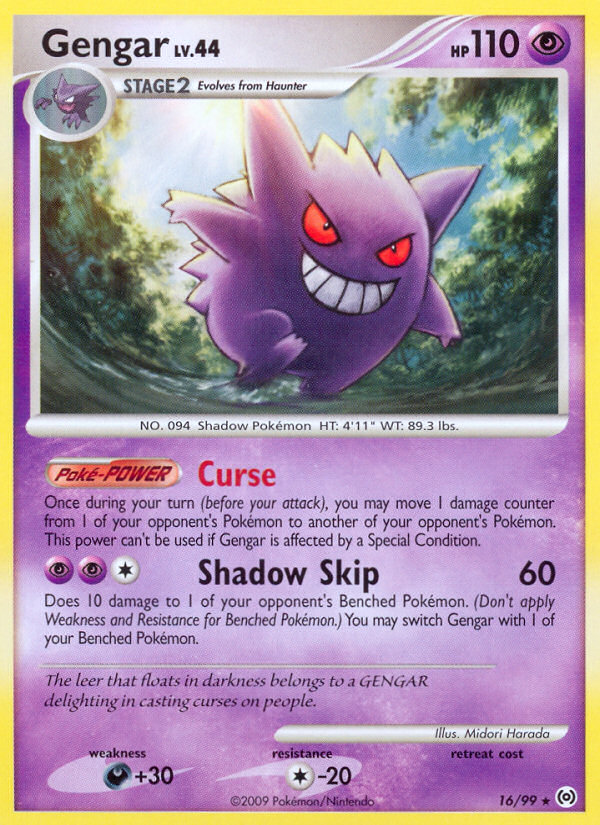 Gengar LV.44
HP 110
STAGE2 Evolves from Haunter
NO. 094 Shadow Pokémon HT: 4'11" WT: 89.3 lbs.
Poké-POWER Curse
Once during your turn (before your attack), you may move 1 damage counter
from 1 of your opponent's Pokémon to another of your opponent's Pokémon.
This power can't be used if Gengar is affected by a Special Condition.
Shadow Skip 60
Does 10 damage to 1 of your opponent's Benched Pokémon. (Don't apply
Weakness and Resistance for Benched Pokémon.) You may switch Gengar with 1 of
your Benched Pokémon.
The leer that floats in darkness belongs to a GENGAR
delighting in casting curses on people.
Illus. Midori Harada
weakness resistance retreat cost
+30 -20
©2009 Pokémon/Nintendo 16/99